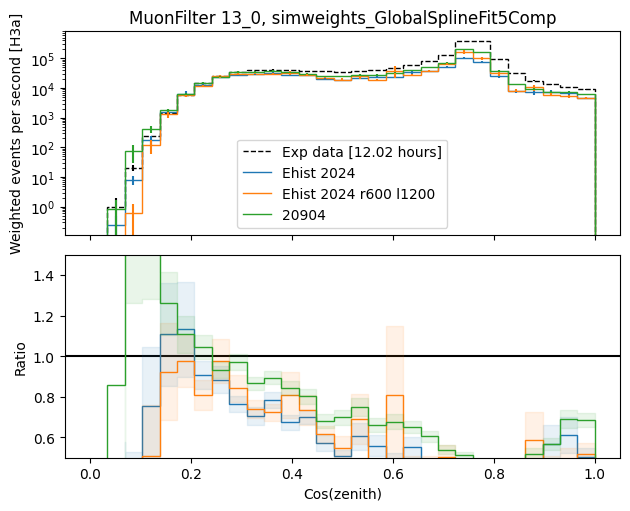 MuonFilter 13_0, simweights_GlobalSplineFit5Comp
Weighted events per second [H3a]
10^5
10^4
10^3
10^2
10^1
10^0
Exp data [12.02 hours]
Ehist 2024
Ehist 2024 r600 l1200
20904
Ratio
1.4
1.2
1.0
0.8
0.6
0.0 0.2 0.4 0.6 0.8 1.0
Cos(zenith)